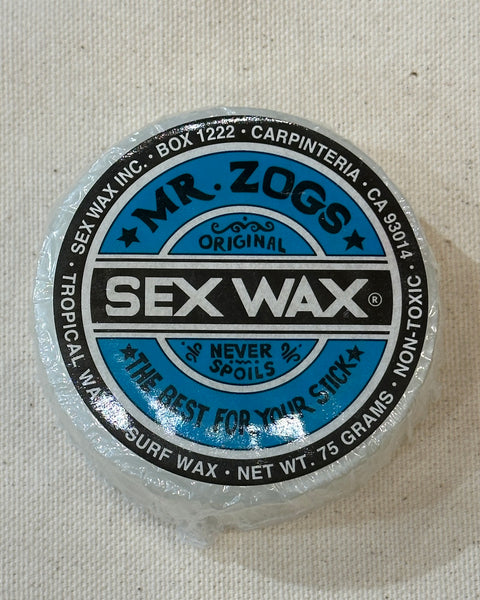 SEX WAX INC. • BOX 1222 • CARPINTERIA • CA 93014 • NON-TOXIC • NET WT. 75 GRAMS • SURF WAX • TROPICAL WAX •
★ MR. ZOGS ★
ORIGINAL
SEX WAX®
NEVER
SPOILS
★ THE BEST FOR YOUR STICK ★